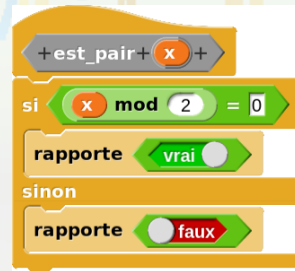 +est_pair+ x +
si x mod 2 = 0
rapporte vrai
sinon
rapporte faux